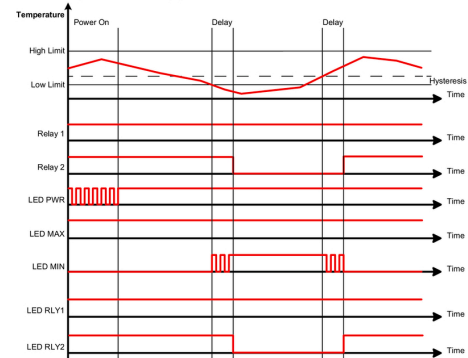 Temperature
Power On Delay Delay
High Limit
Low Limit
Hysteresis
Time
Relay 1
Time
Relay 2
Time
LED PWR
Time
LED MAX
Time
LED MIN
Time
LED RLY1
Time
LED RLY2
Time